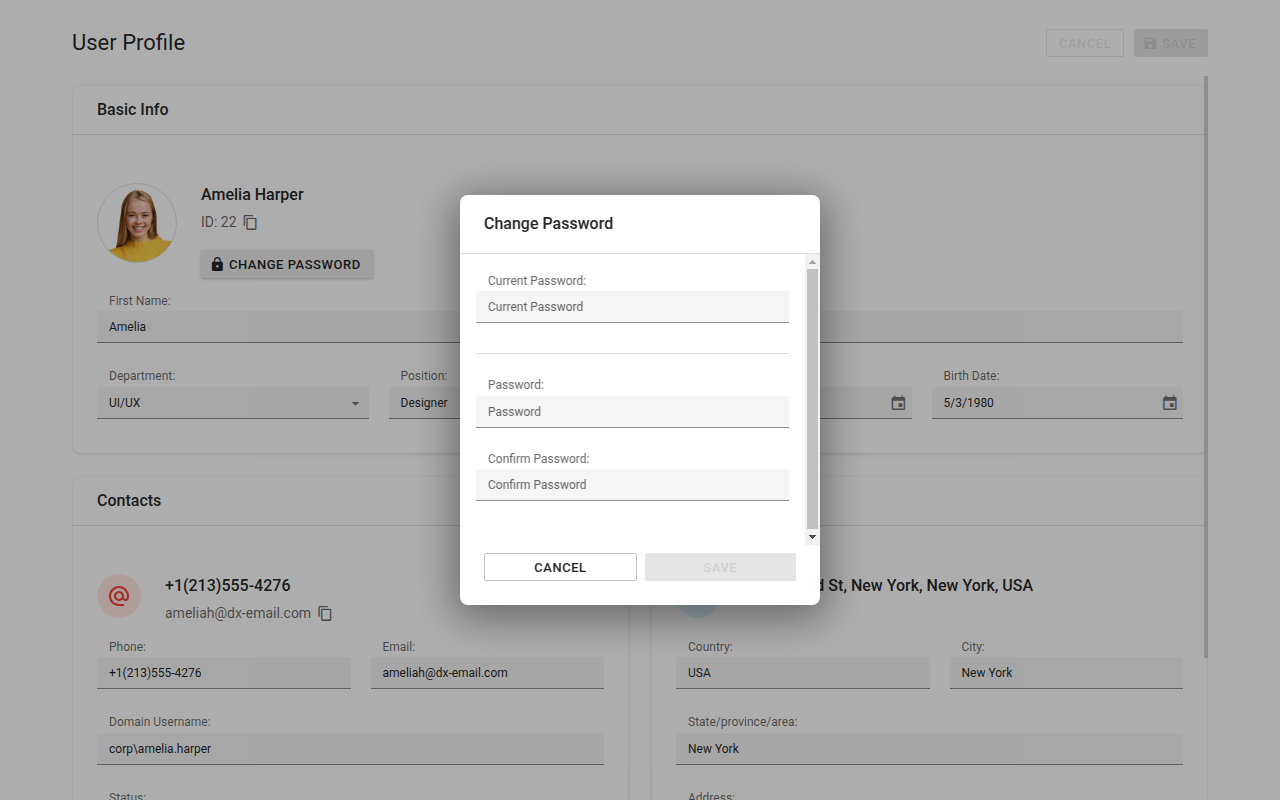 User Profile
CANCEL
SAVE
Basic Info
Amelia Harper
ID: 22
CHANGE PASSWORD
First Name:
Amelia
Department:
UI/UX
Position:
Designer
Birth Date:
5/3/1980
Change Password
Current Password:
Current Password
Password:
Password
Confirm Password:
Confirm Password
CANCEL
SAVE
Contacts
+1(213)555-4276
ameliah@dx-email.com
Phone:
+1(213)555-4276
Email:
ameliah@dx-email.com
Domain Username:
corp\amelia.harper
Status:
St, New York, New York, USA
Country:
USA
City:
New York
State/province/area:
New York
Address: